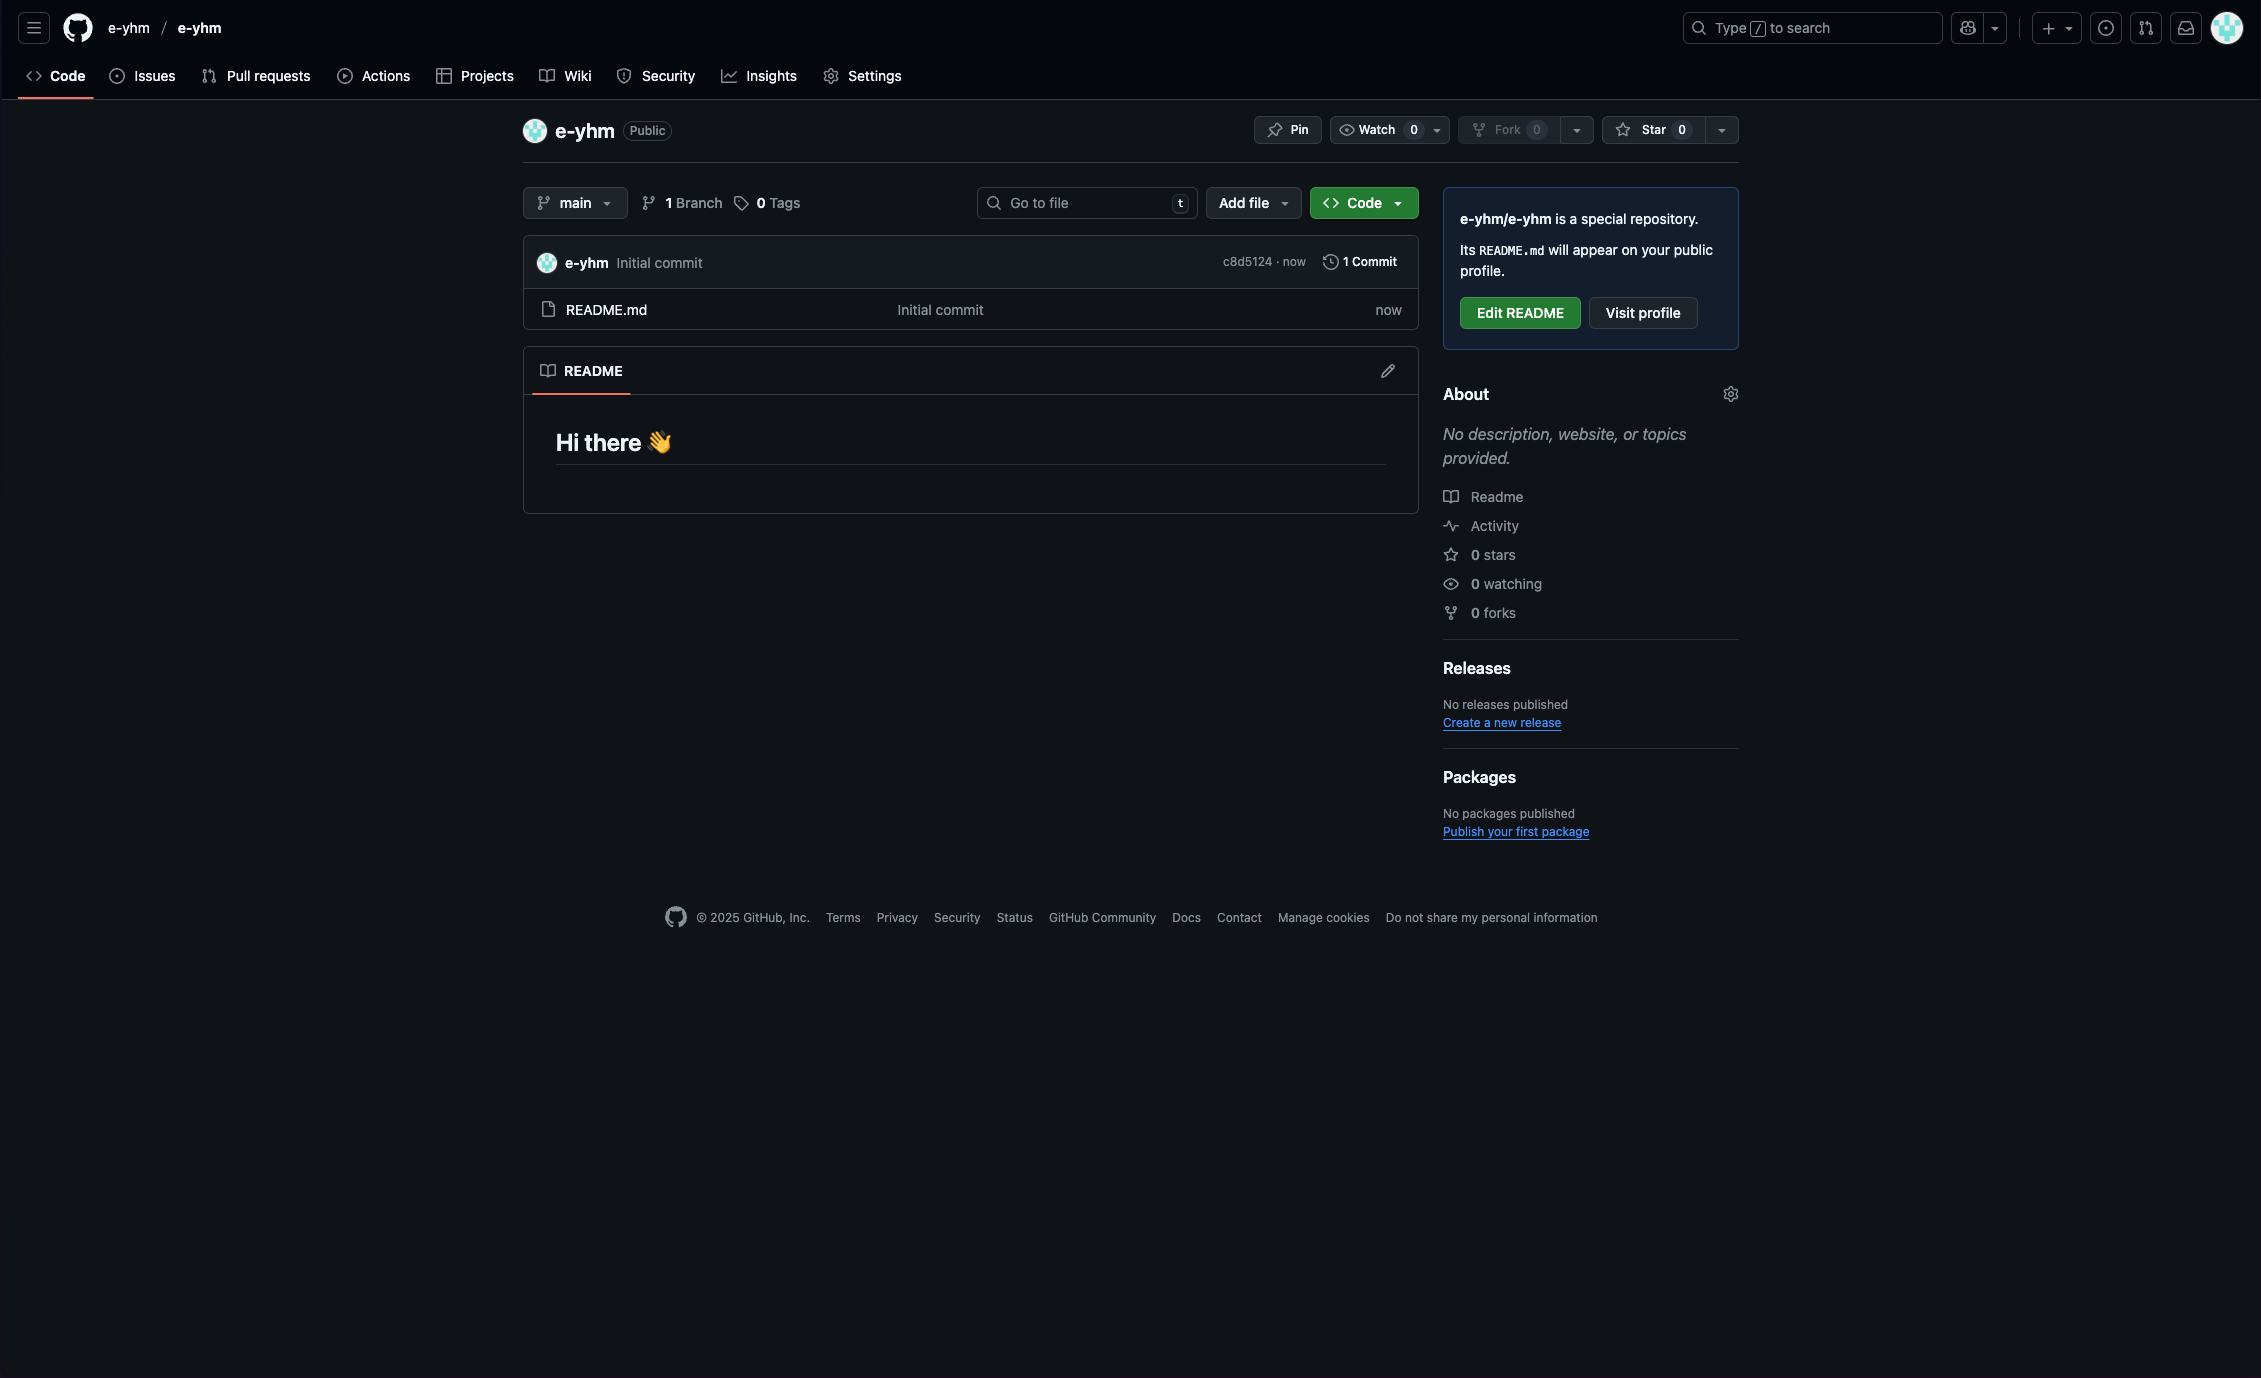 e-yhm / e-yhm
Type / to search
Code Issues Pull requests Actions Projects Wiki Security Insights Settings
e-yhm Public
Pin Watch 0 Fork 0 Star 0
main 1 Branch 0 Tags
Go to file t Add file Code
e-yhm Initial commit c8d5124 · now 1 Commit
README.md Initial commit now
README
Hi there 👋
e-yhm/e-yhm is a special repository.
Its README.md will appear on your public
profile.
Edit README Visit profile
About
No description, website, or topics
provided.
Readme
Activity
0 stars
0 watching
0 forks
Releases
No releases published
Create a new release
Packages
No packages published
Publish your first package
© 2025 GitHub, Inc. Terms Privacy Security Status GitHub Community Docs Contact Manage cookies Do not share my personal information